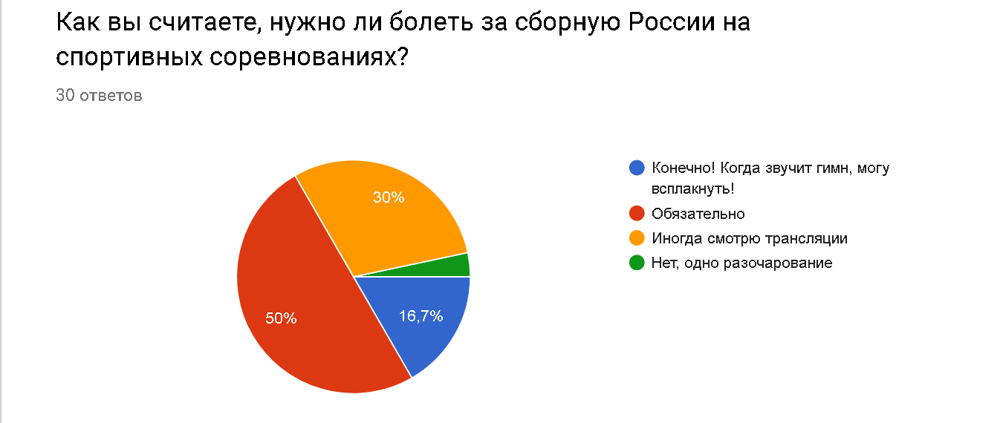 Как вы считаете, нужно ли болеть за сборную России на
спортивных соревнованиях?
30 ответов
30%
50%
16,7%
Конечно! Когда звучит гимн, могу
всплакнуть!
Обязательно
Иногда смотрю трансляции
Нет, одно разочарование